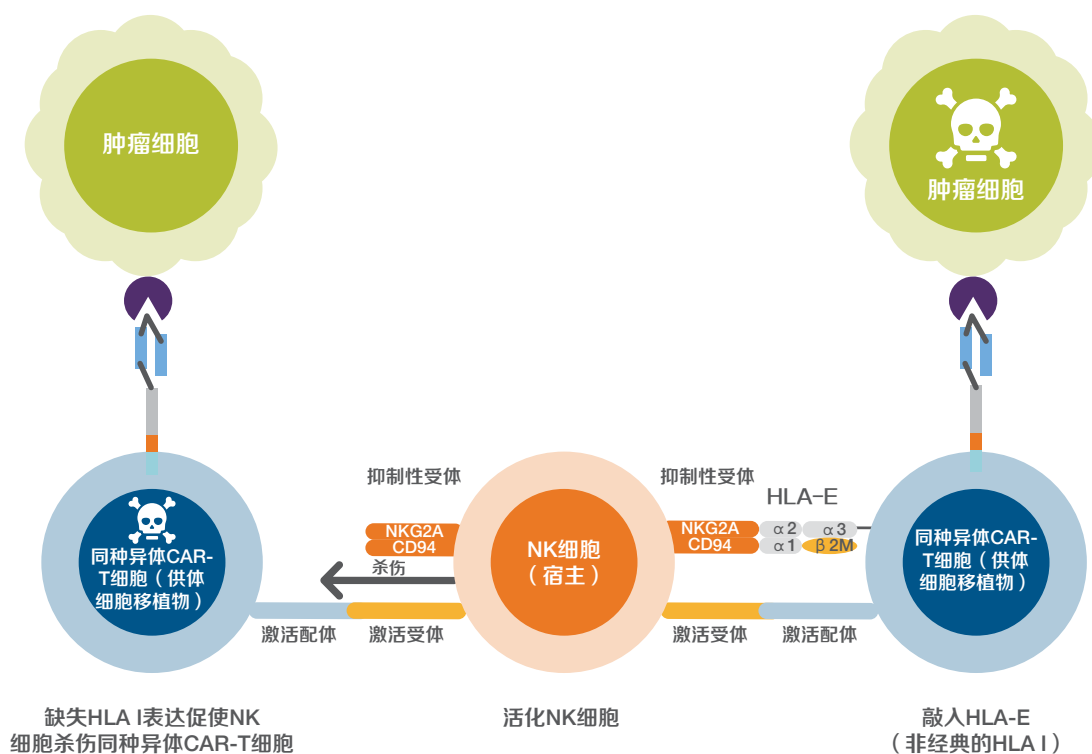 肿瘤细胞
肿瘤细胞
抑制性受体
抑制性受体
HLA-E
NKG2A
CD94
NKG2A
CD94
α2
α3
α1
β2M
同种异体CAR-
T细胞（供体
细胞移植物）
杀伤
NK细胞
（宿主）
同种异体CAR-
T细胞（供体
细胞移植物）
激活配体
激活受体
激活受体
激活配体
缺失HLA I表达促使NK
细胞杀伤同种异体CAR-T细胞
活化NK细胞
敲入HLA-E
（非经典的HLA I）